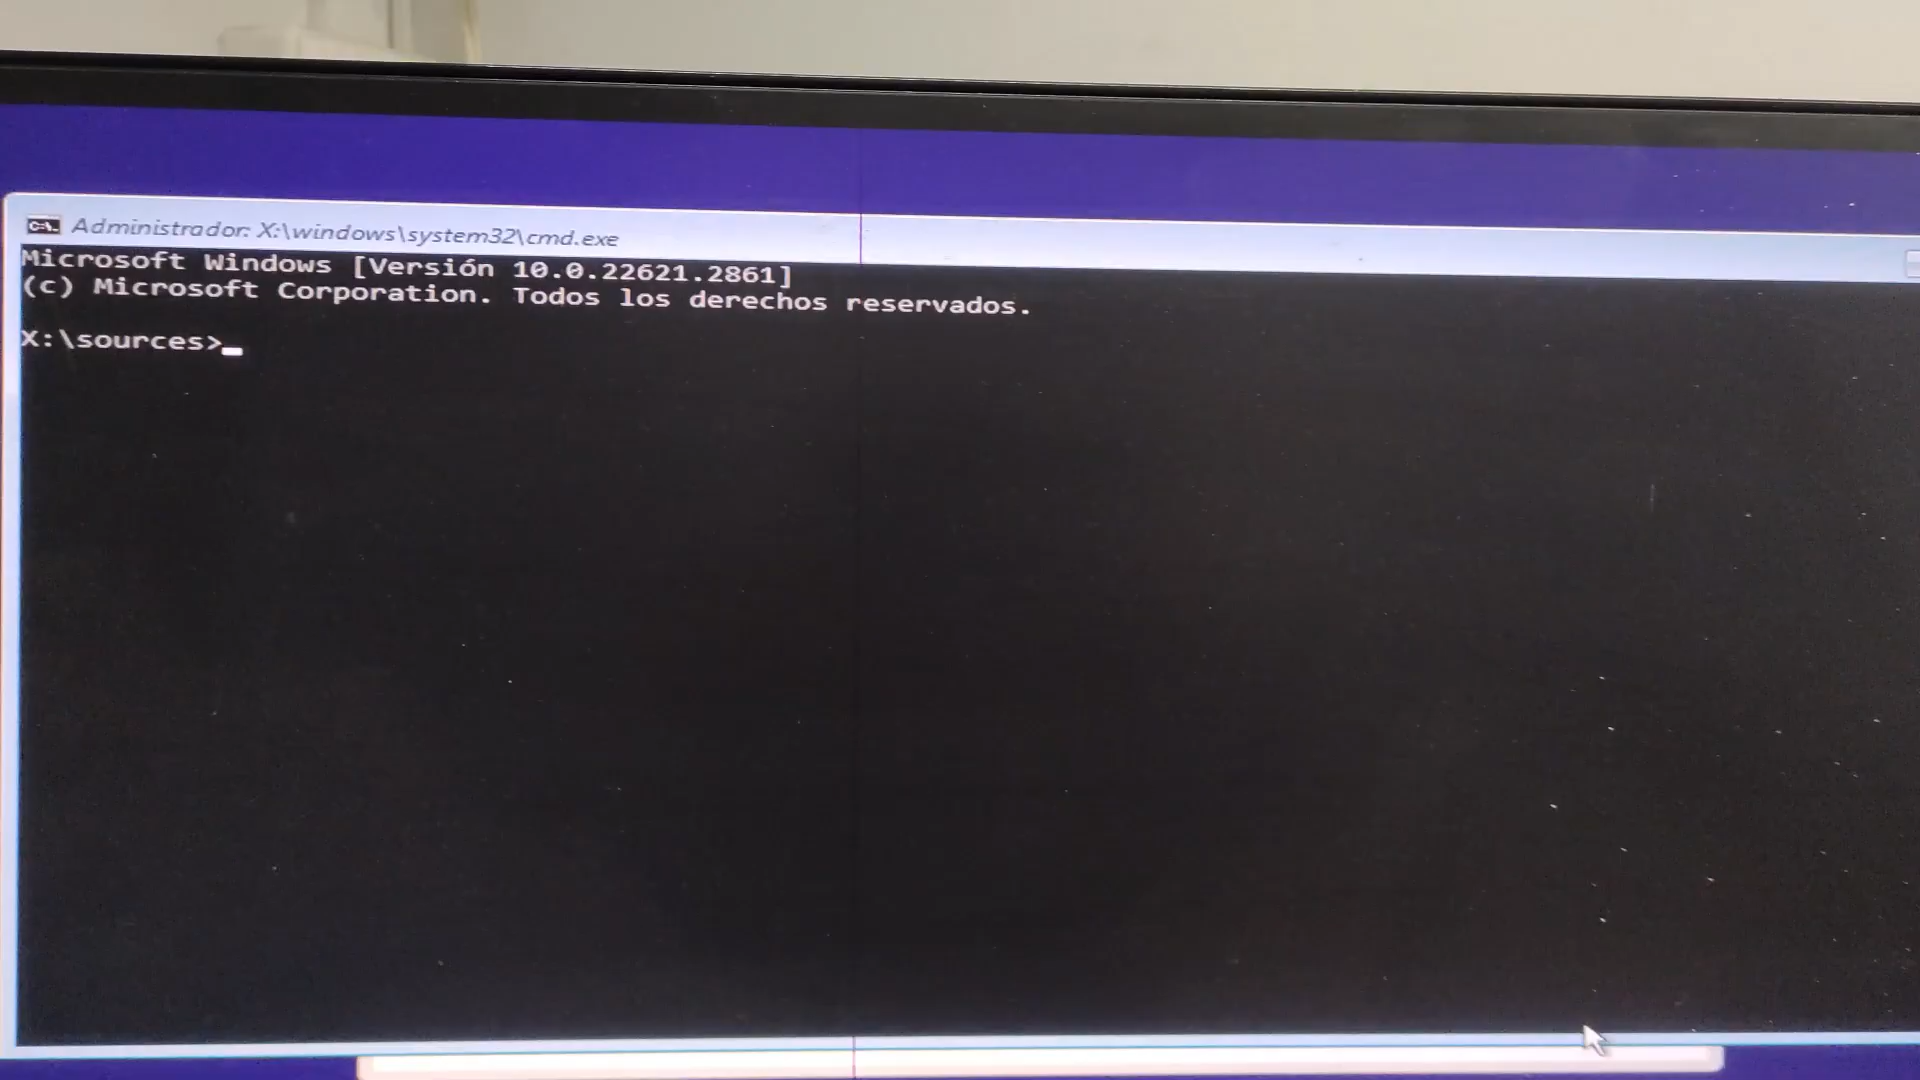 Administrador: X:\windows\system32\cmd.exe
Microsoft Windows [Versión 10.0.22621.2861]
(c) Microsoft Corporation. Todos los derechos reservados.
X:\sources>